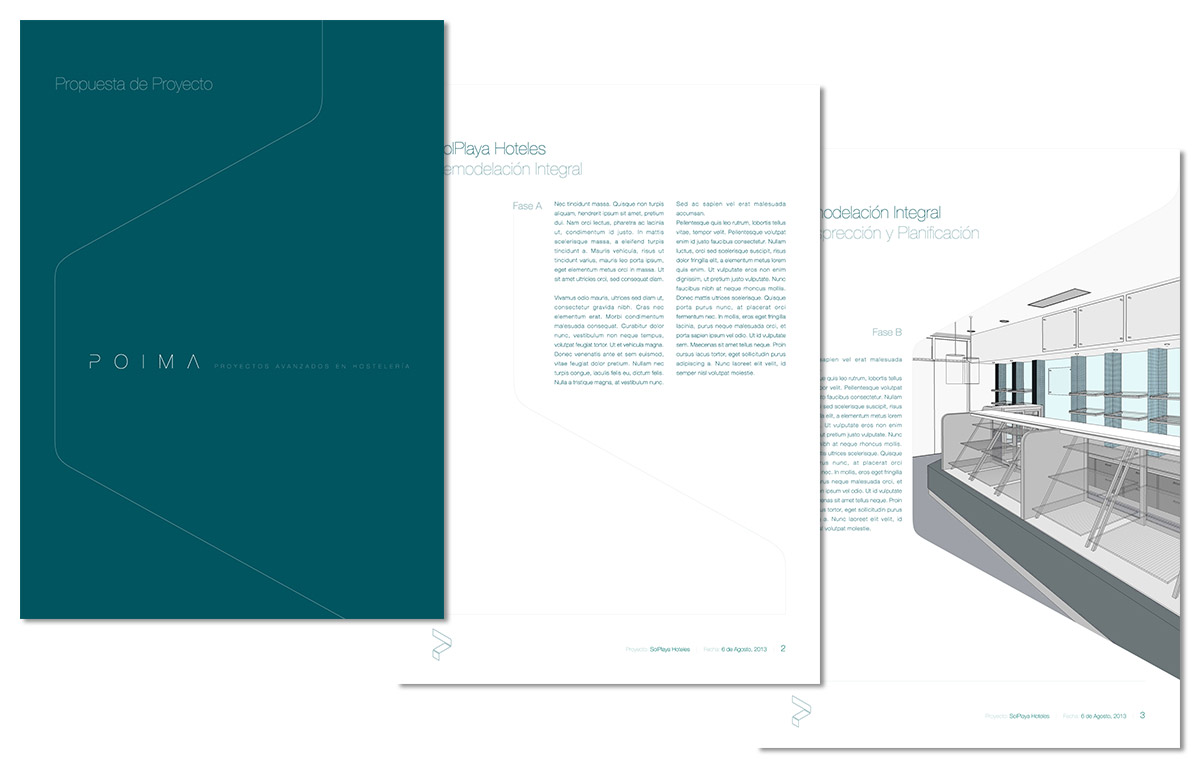 Propuesta de Proyecto
POIMA PROYECTOS AVANZADOS EN HOSTELERIA
olPlaya Hoteles
emodelación Integral
Fase A
Nec tincidunt massa. Quisque non turpis
aliquam, hendrerit ipsum sit amet, pretium
dui. Nam orci lectus, pharetra ac lacinia
ut, condimentum id justo. In mattis
scelerisque massa, a eleifend turpis
tincidunt a. Mauris vehicula, risus ut
tincidunt varius, mauris leo porta ipsum,
eget elementum metus orci in massa. Ut
sit amet ultricies orci, sed consequat diam.
Vivamus odio mauris, ultrices sed diam ut,
consectetur gravida nibh. Cras nec
elementum erat. Morbi condimentum
malesuada consequat. Curabitur dolor
nunc, vestibulum non neque tempus,
volutpat feugiat tortor. Ut et vehicula magna.
Donec venenatis ante et sem euismod,
vitae feugiat dolor pretium. Nullam nec
turpis congue, iaculis felis eu, dictum felis.
Nulla a tristique magna, at vestibulum nunc.
Sed ac sapien vel erat malesuada
accumsan.
Pellentesque quis leo rutrum, lobortis tellus
vitae, tempor velit. Pellentesque volutpat
enim id justo faucibus consectetur. Nullam
luctus, orci sed scelerisque suscipit, risus
dolor fringilla elit, a elementum metus lorem
quis enim. Ut vulputate eros non enim
dignissim, ut pretium justo vulputate. Nunc
faucibus nibh at neque rhoncus mollis.
Donec mattis ultrices scelerisque. Quisque
porta purus nunc, at placerat orci
fermentum nec. In mollis, eros eget fringilla
lacinia, purus neque malesuada orci, et
porta sapien ipsum vel odio. Ut id vulputate
sem. Maecenas sit amet tellus neque. Proin
cursus lacus tortor, eget sollicitudin purus
adipiscing a. Nunc laoreet elit velit, id
semper nisl volutpat molestie.
Proyecto: SolPlaya Hoteles Fecha: 6 de Agosto, 2013 2
modelación Integral
sprección y Planificación
Fase B
sapien vel erat malesuada
quis leo rutrum, lobortis tellus
or velit. Pellentesque volutpat
to faucibus consectetur. Nullam
sed scelerisque suscipit, risus
a elit, a elementum metus lorem
Ut vulputate eros non enim
ut pretium justo vulputate. Nunc
nibh at neque rhoncus mollis.
tis ultrices scelerisque. Quisque
rus nunc, at placerat orci
nec. In mollis, eros eget fringilla
rus neque malesuada orci, et
n ipsum vel odio. Ut id vulputate
enas sit amet tellus neque. Proin
us tortor, eget sollicitudin purus
a. Nunc laoreet elit velit, id
volutpat molestie.
Proyecto: SolPlaya Hoteles Fecha: 6 de Agosto, 2013 3